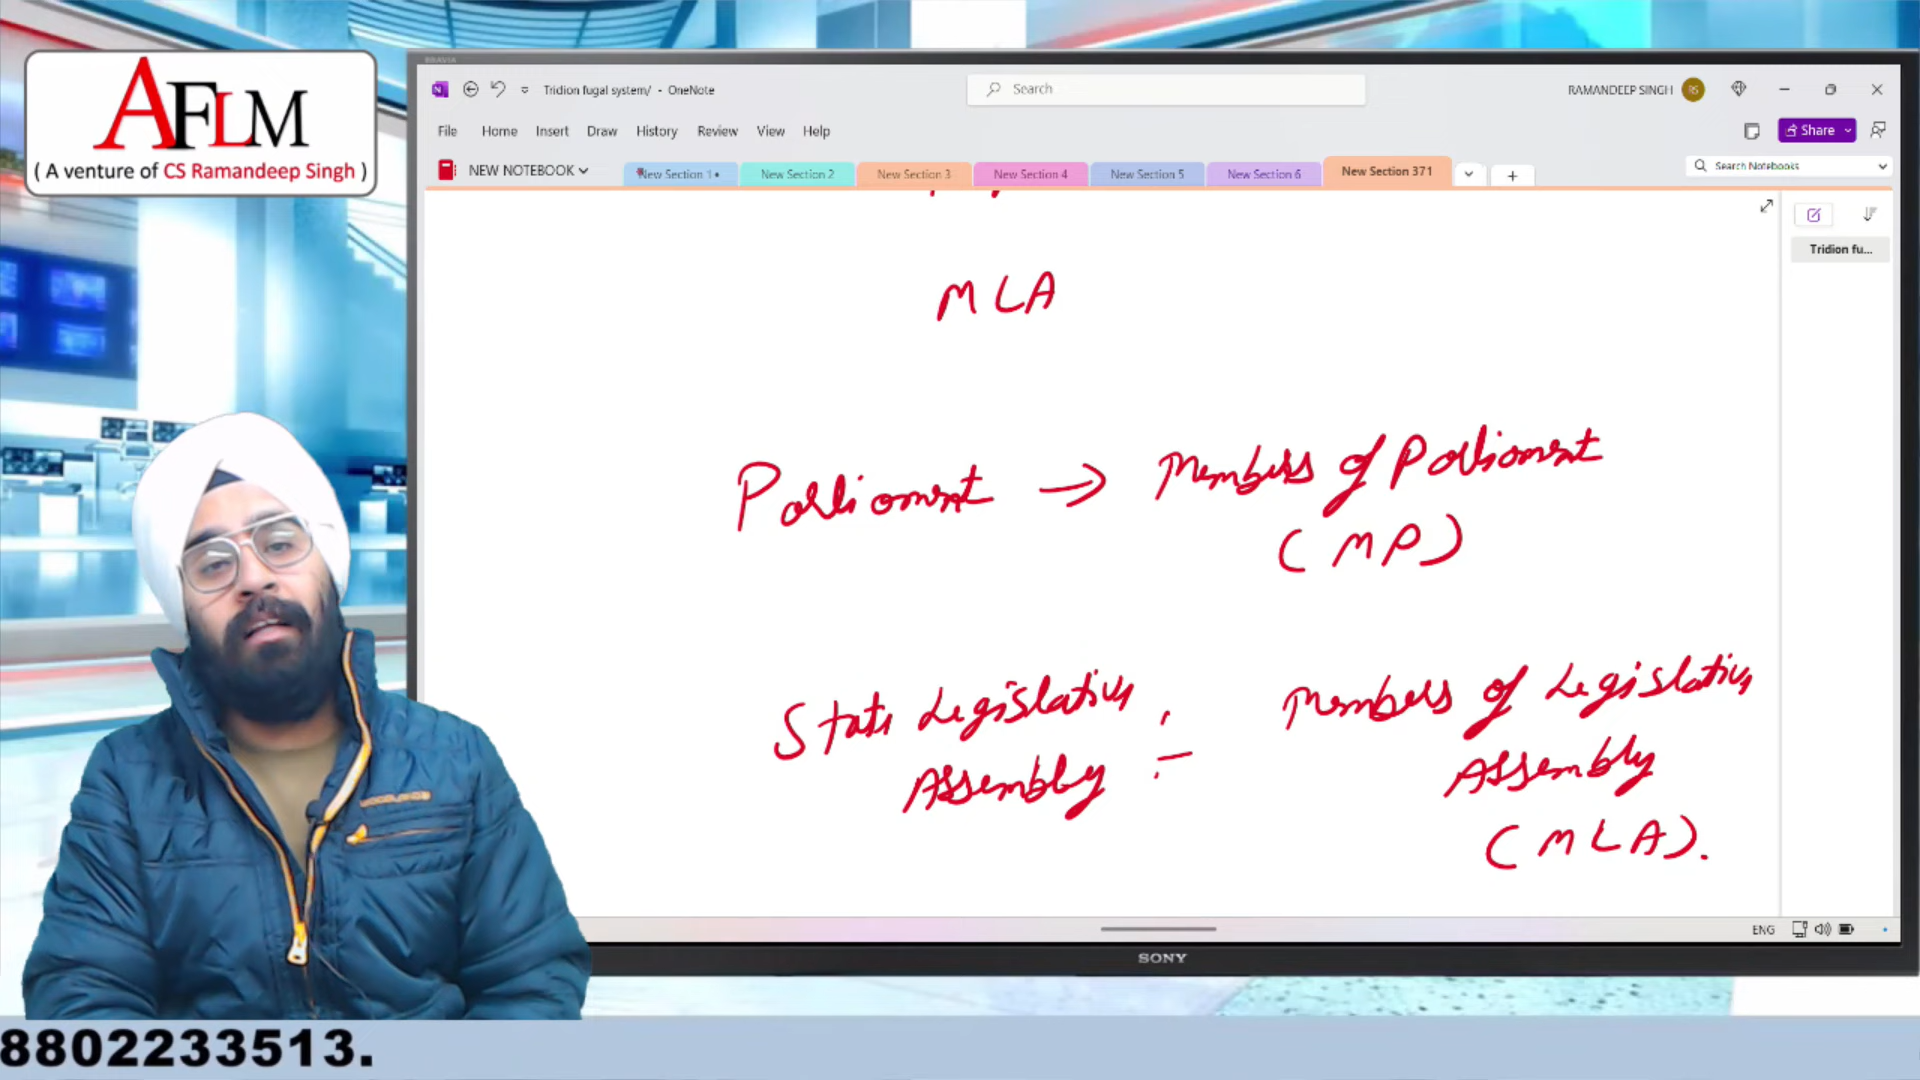 AFLM
( A venture of CS Ramandeep Singh )
BRAVIA
Tridion fugal system/ - OneNote
Search
RAMANDEEP SINGH
RS
File Home Insert Draw History Review View Help
Share
NEW NOTEBOOK
New Section 1
New Section 2
New Section 3
New Section 4
New Section 5
New Section 6
New Section 371
+
Search Notebooks
Tridion fu...
MLA
Parliament → Members of Parliament
(MP)
State Legislative : Members of Legislative
Assembly :- Assembly
(MLA).
ENG
SONY
8802233513.